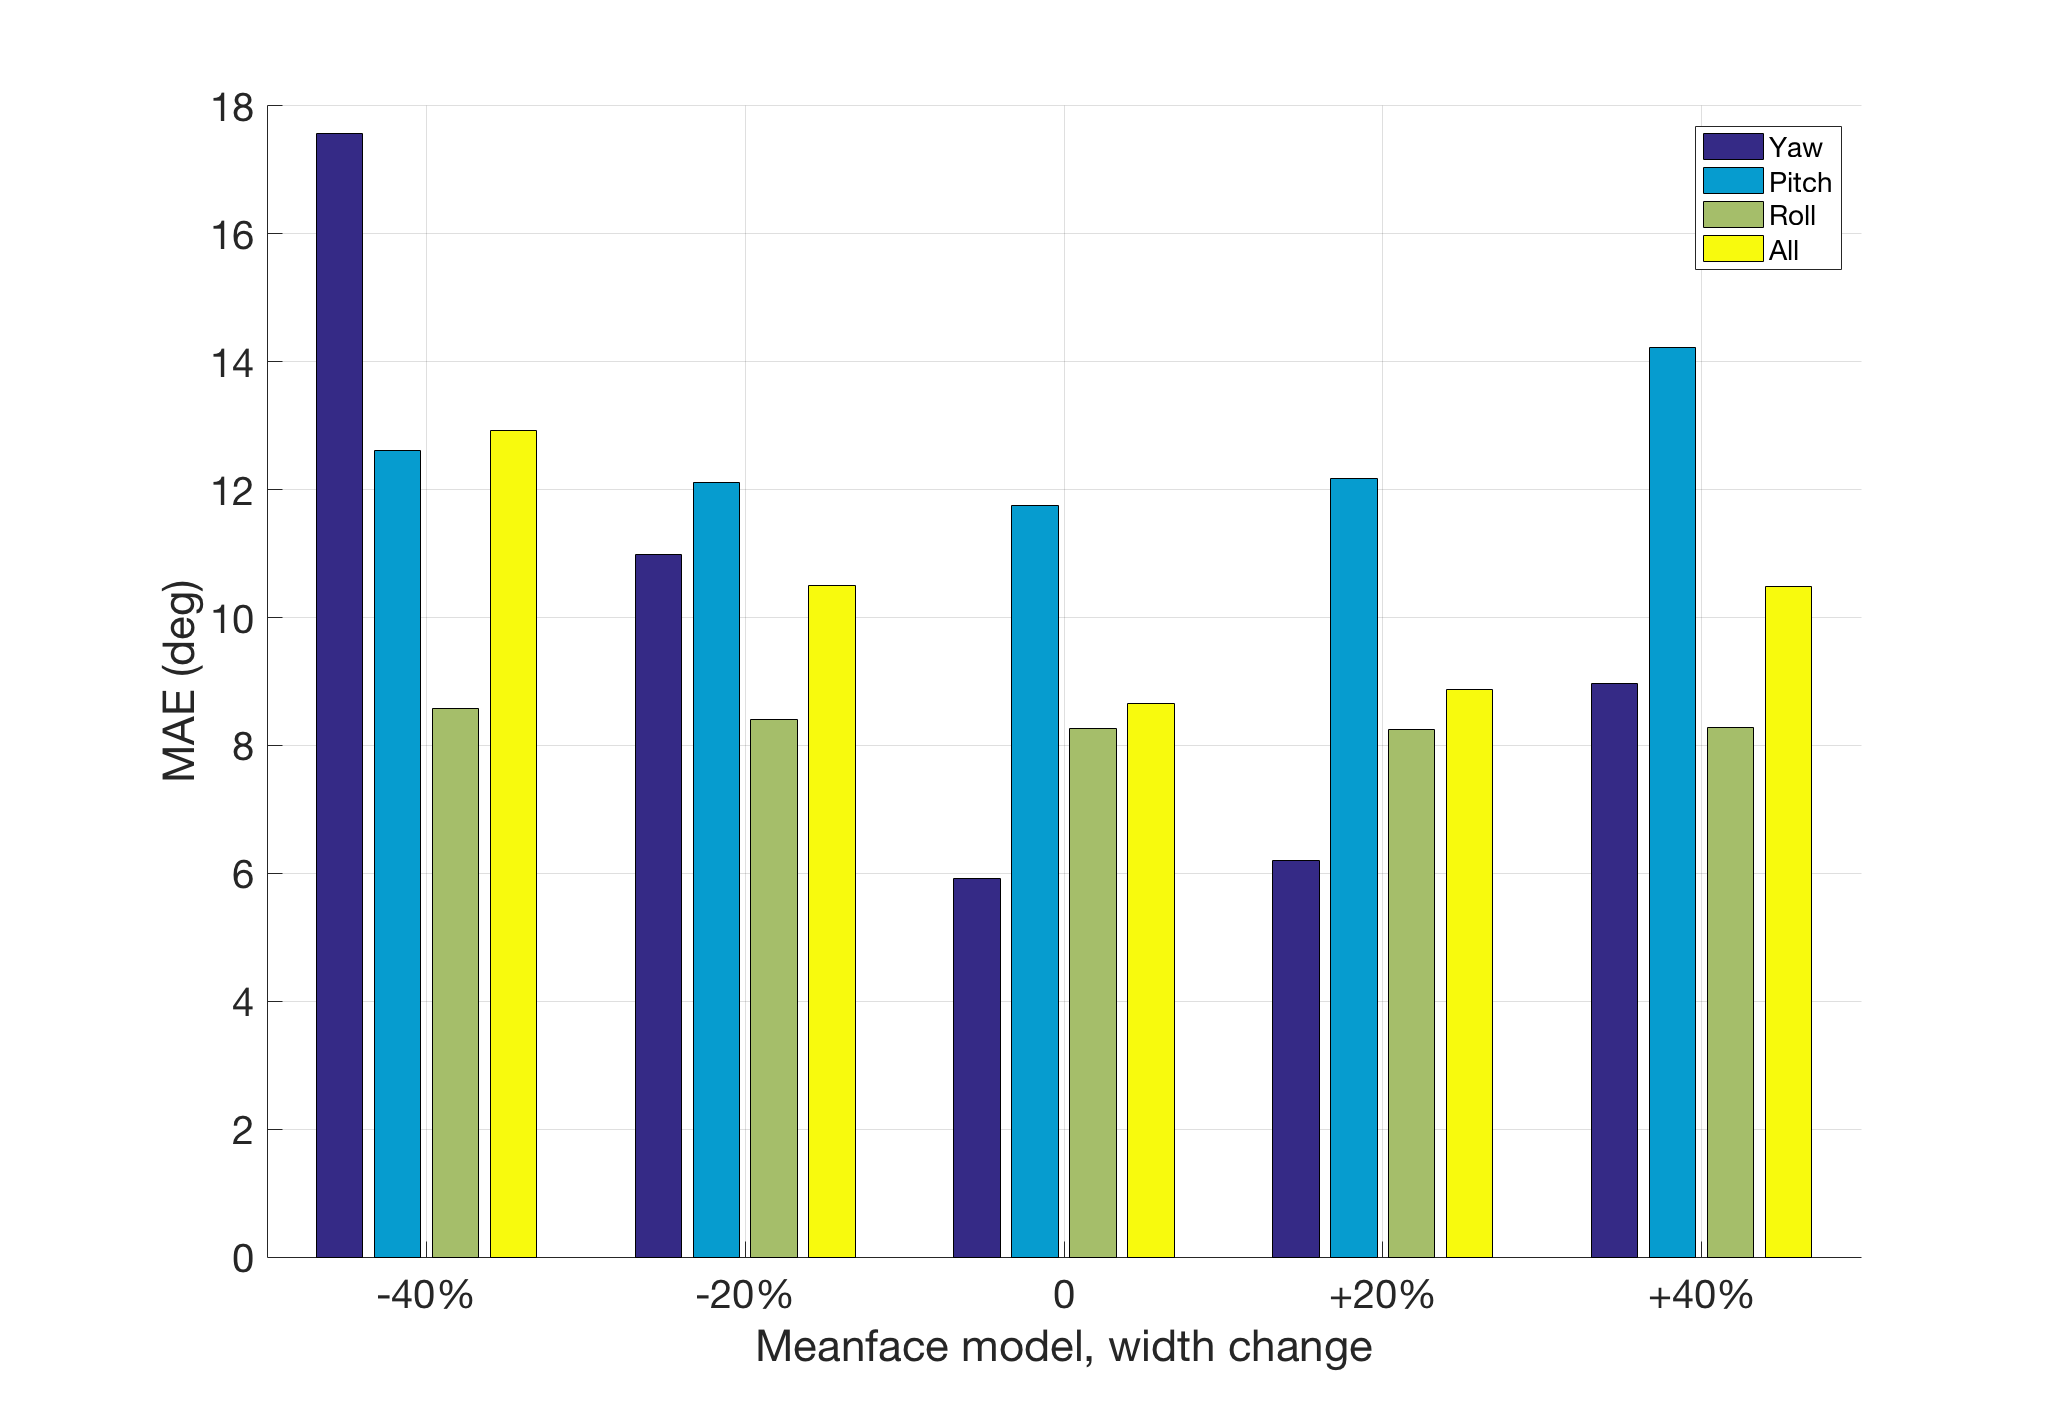 18
16
14
12
10
8
6
4
2
0
MAE (deg)
Yaw
Pitch
Roll
All
-40%
-20%
0
+20%
+40%
Meanface model, width change